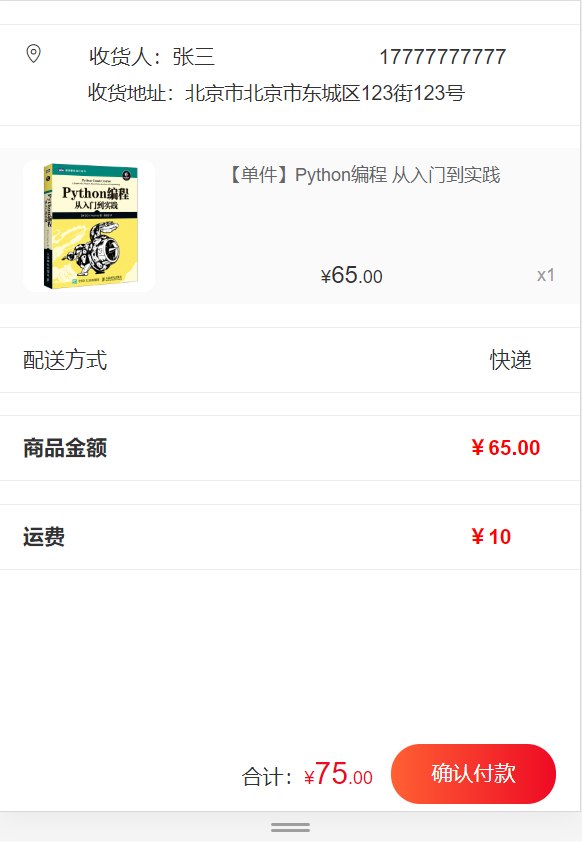 收货人：张三 17777777777
收货地址：北京市北京市东城区123街123号
【单件】Python编程 从入门到实践
Python编程
从入门到实践
¥65.00 x1
配送方式 快递
商品金额 ¥ 65.00
运费 ¥ 10
合计：¥75.00 确认付款